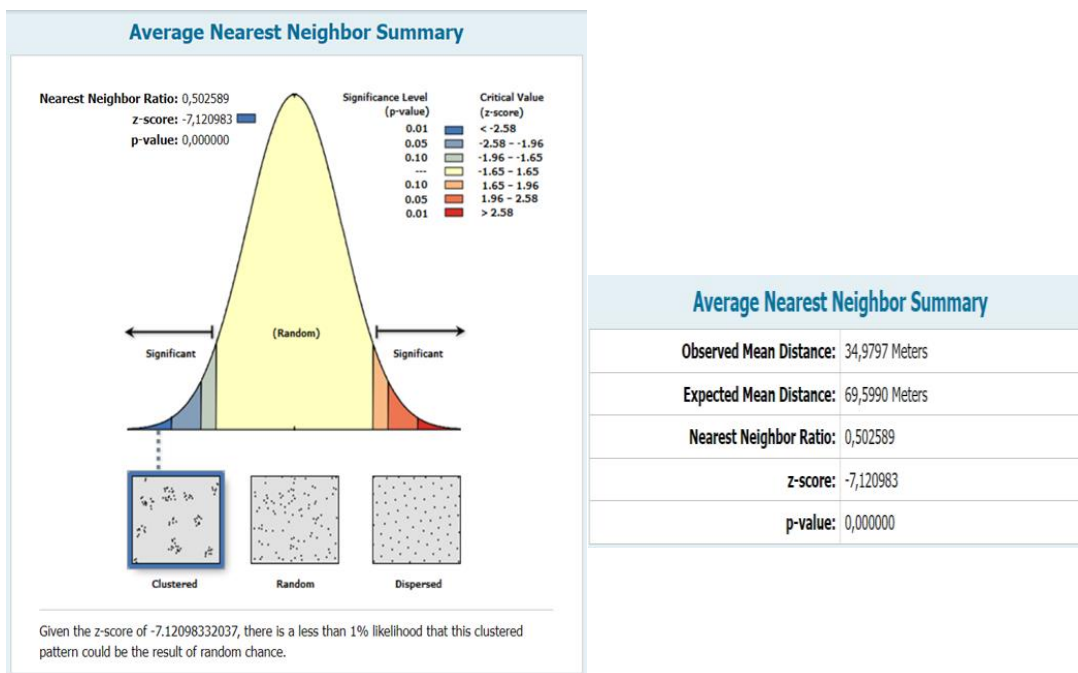 Average Nearest Neighbor Summary
Nearest Neighbor Ratio: 0,502589
z-score: -7,120983
p-value: 0,000000
Significance Level
(p-value)
Critical Value
(z-score)
0.01 < -2.58
0.05 -2.58 - -1.96
0.10 -1.96 - -1.65
--- -1.65 - 1.65
0.10 1.65 - 1.96
0.05 1.96 - 2.58
0.01 > 2.58
(Random)
Significant
Significant
Clustered
Random
Dispersed
Given the z-score of -7.12098332037, there is a less than 1% likelihood that this clustered
pattern could be the result of random chance.
Average Nearest Neighbor Summary
Observed Mean Distance: 34,9797 Meters
Expected Mean Distance: 69,5990 Meters
Nearest Neighbor Ratio: 0,502589
z-score: -7,120983
p-value: 0,000000